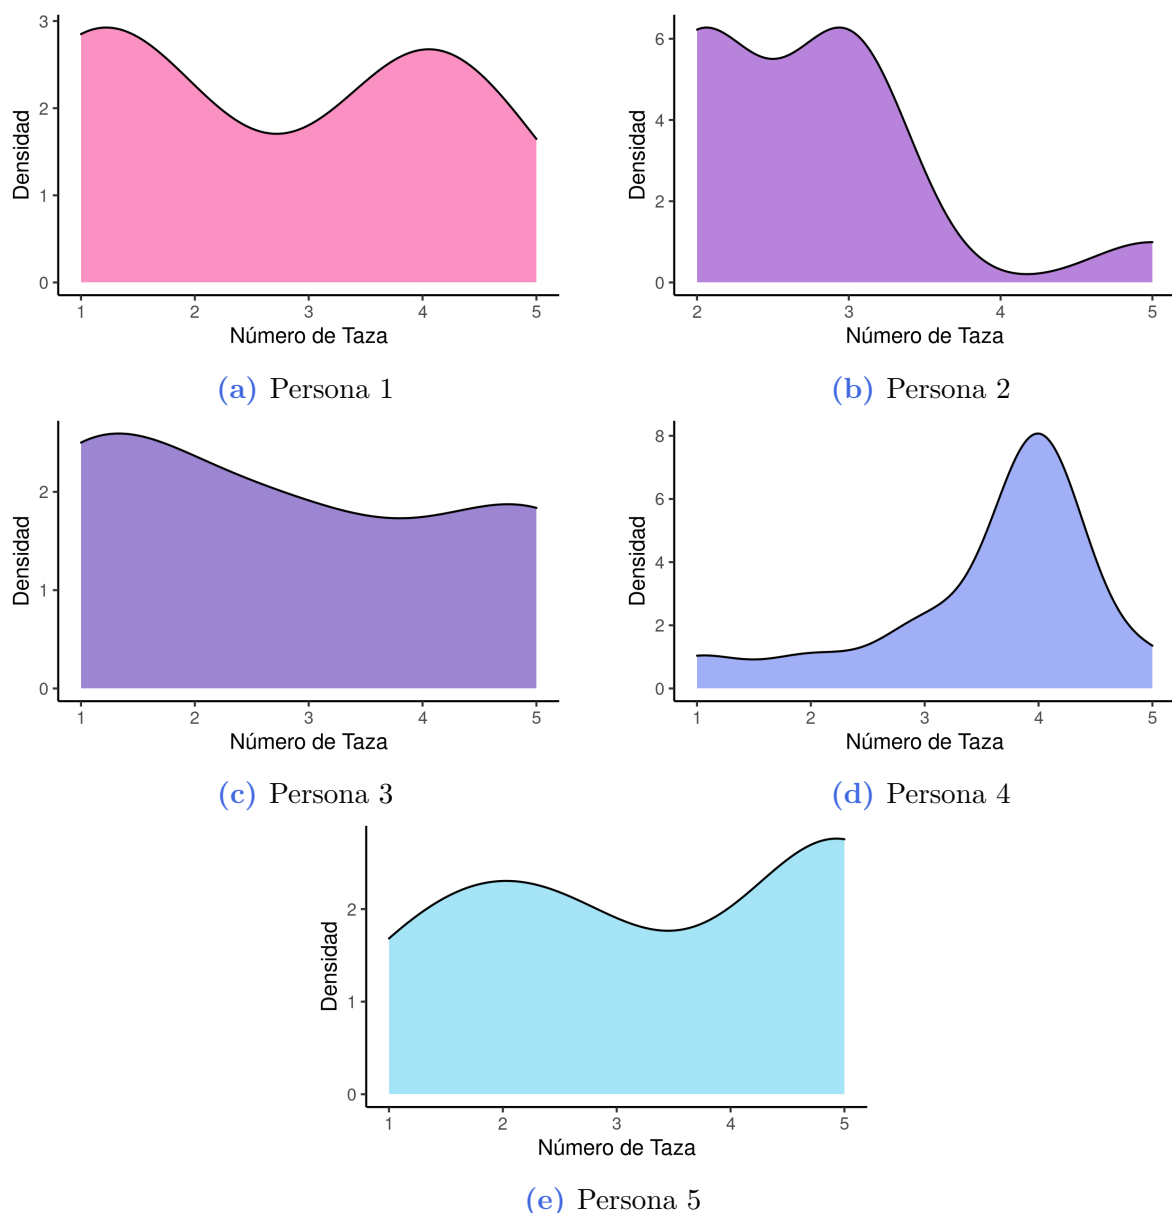 3
2
1
0
Densidad
1 2 3 4 5
Número de Taza
(a) Persona 1
6
4
2
0
Densidad
2 3 4 5
Número de Taza
(b) Persona 2
2
1
0
Densidad
1 2 3 4 5
Número de Taza
(c) Persona 3
8
6
4
2
0
Densidad
1 2 3 4 5
Número de Taza
(d) Persona 4
2
1
0
Densidad
1 2 3 4 5
Número de Taza
(e) Persona 5